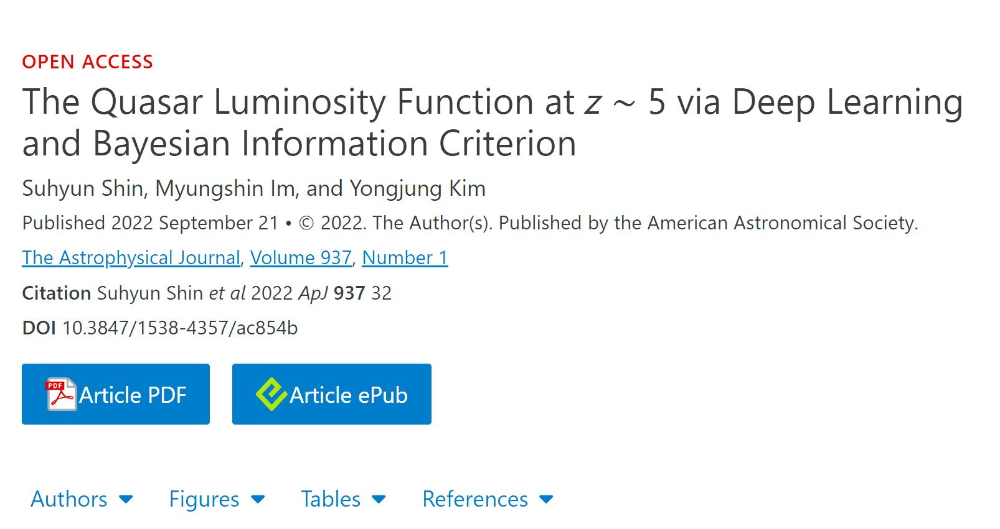 OPEN ACCESS
The Quasar Luminosity Function at z ~ 5 via Deep Learning
and Bayesian Information Criterion
Suhyun Shin, Myungshin Im, and Yongjung Kim
Published 2022 September 21 • © 2022. The Author(s). Published by the American Astronomical Society.
The Astrophysical Journal, Volume 937, Number 1
Citation Suhyun Shin et al 2022 ApJ 937 32
DOI 10.3847/1538-4357/ac854b
PDF Article PDF Article ePub
Authors Figures Tables References